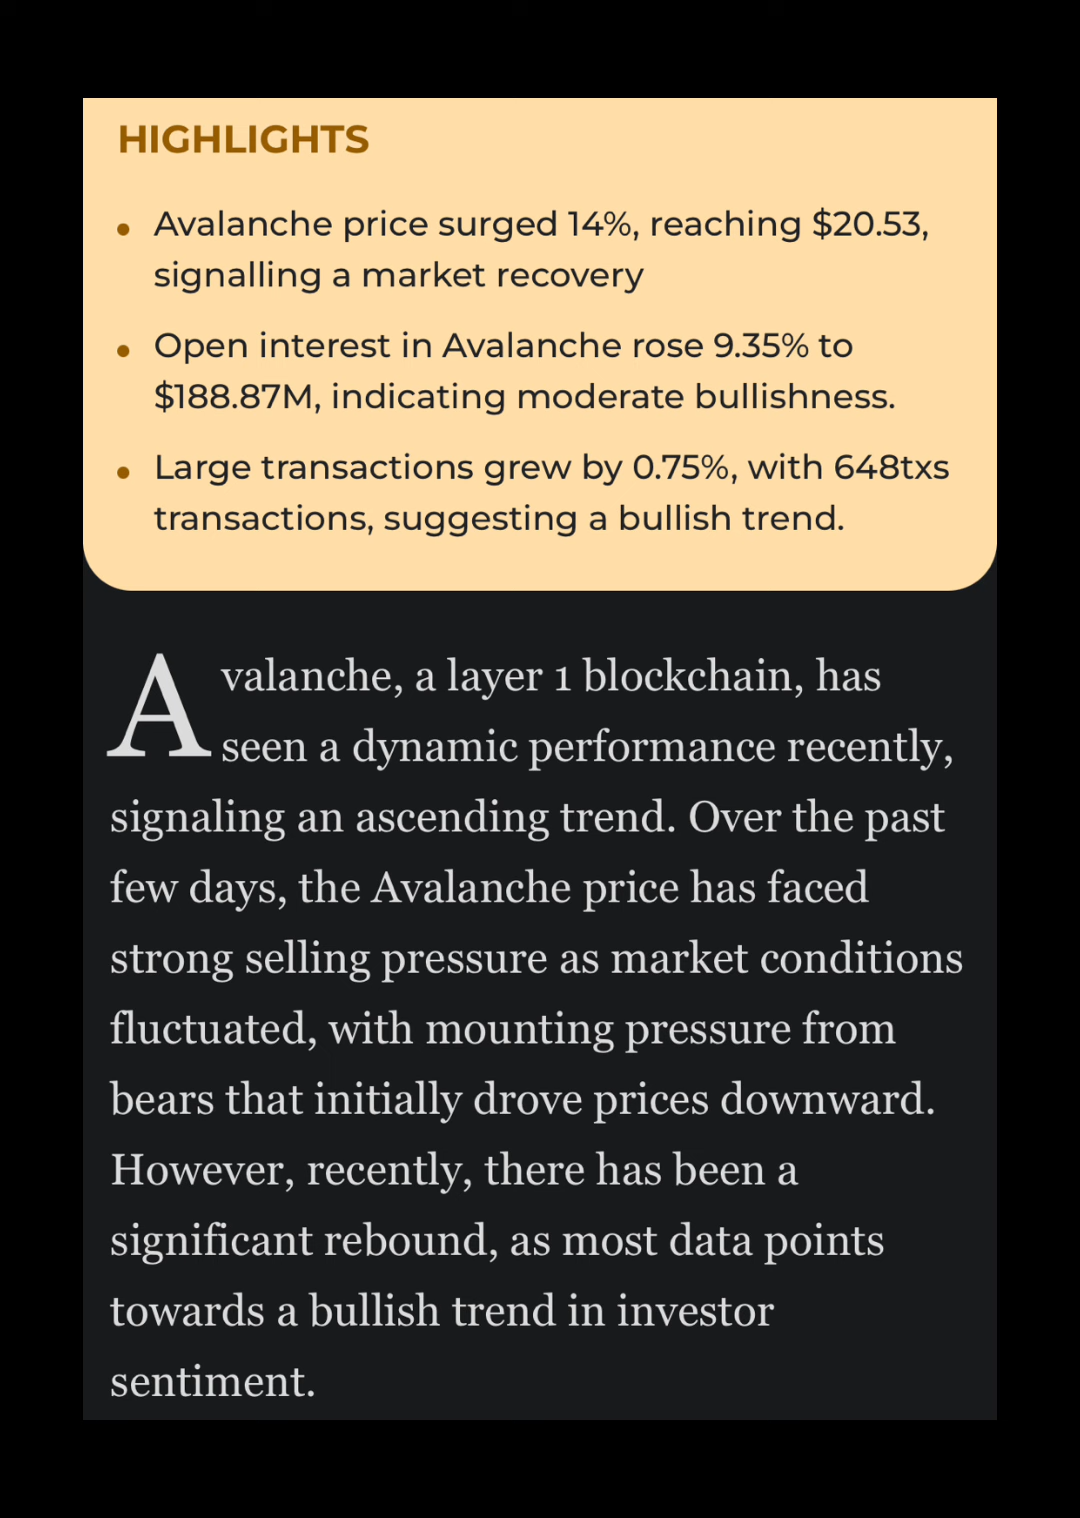 HIGHLIGHTS
• Avalanche price surged 14%, reaching $20.53,
signalling a market recovery
• Open interest in Avalanche rose 9.35% to
$188.87M, indicating moderate bullishness.
• Large transactions grew by 0.75%, with 648txs
transactions, suggesting a bullish trend.
Avalanche, a layer 1 blockchain, has
seen a dynamic performance recently,
signaling an ascending trend. Over the past
few days, the Avalanche price has faced
strong selling pressure as market conditions
fluctuated, with mounting pressure from
bears that initially drove prices downward.
However, recently, there has been a
significant rebound, as most data points
towards a bullish trend in investor
sentiment.